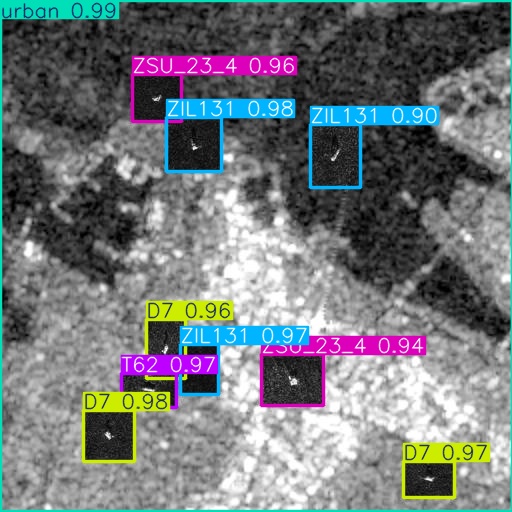 urban 0.99
ZSU_23_4 0.96
ZIL131 0.98
ZIL131 0.90
D7 0.96
ZIL131 0.97
ZSU_23_4 0.94
T62 0.97
D7 0.98
D7 0.97